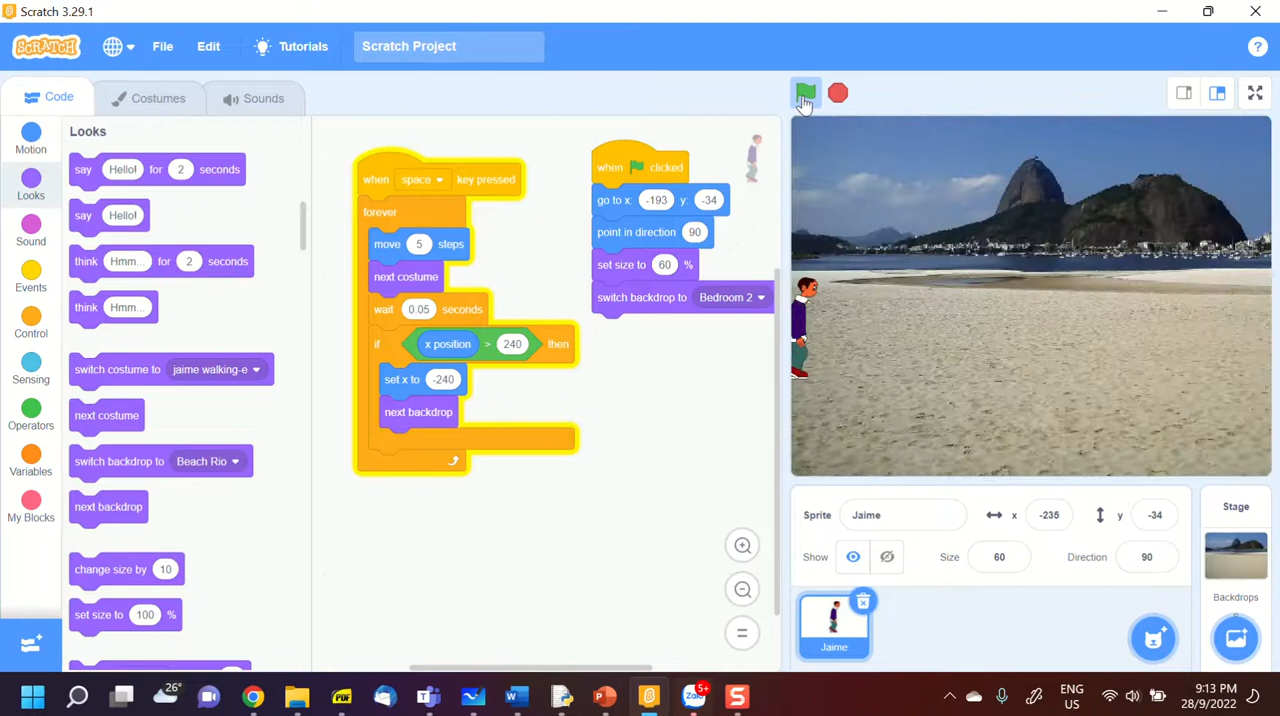 Scratch 3.29.1
SCRATCH
File
Edit
Tutorials
Scratch Project
?
Code
Costumes
Sounds
Motion
Looks
Sound
Events
Control
Sensing
Operators
Variables
My Blocks
Looks
say Hello! for 2 seconds
say Hello!
think Hmm... for 2 seconds
think Hmm...
switch costume to jaime walking-e
next costume
switch backdrop to Beach Rio
next backdrop
change size by 10
set size to 100 %
when space key pressed
forever
move 5 steps
next costume
wait 0.05 seconds
if x position > 240 then
set x to -240
next backdrop
when clicked
go to x: -193 y: -34
point in direction 90
set size to 60 %
switch backdrop to Bedroom 2
Sprite Jaime x -235 y -34
Show Size 60 Direction 90
Jaime
Stage
Backdrops
26°
PDF
Zalo 5+
ENG
US
9:13 PM
28/9/2022